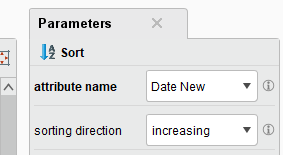 Parameters
Sort
attribute name Date New
sorting direction increasing